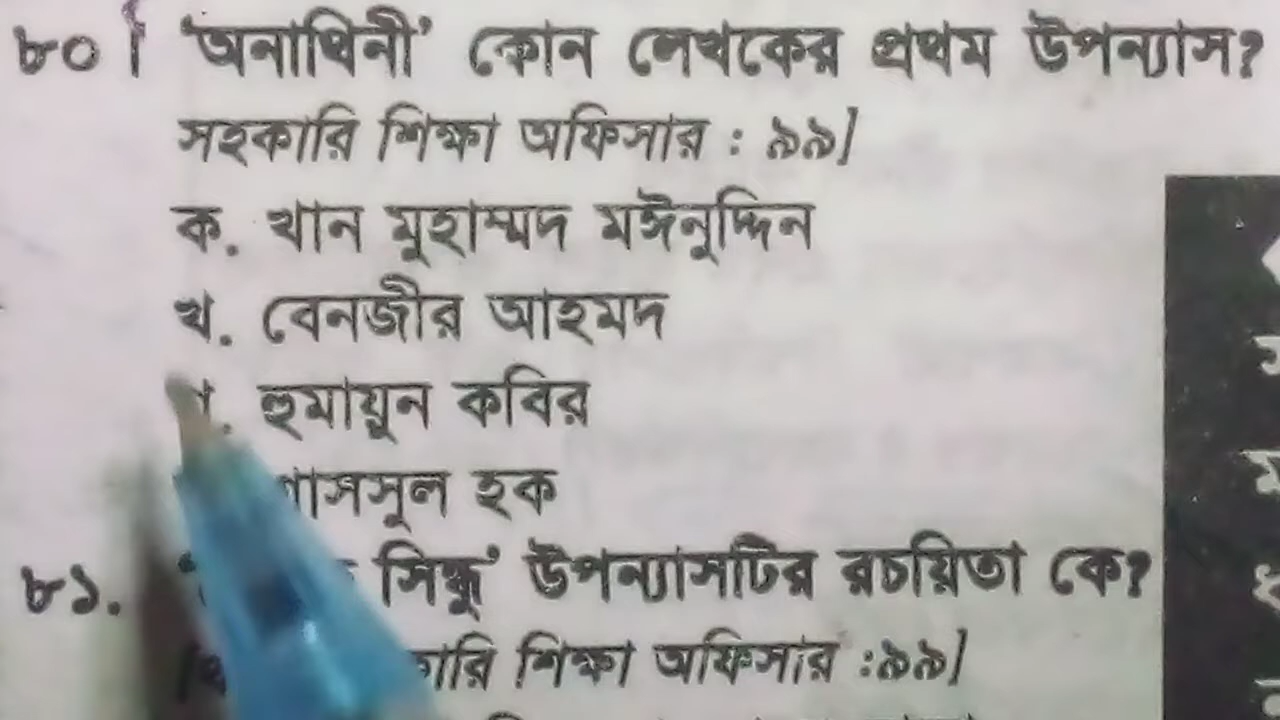 ৮০। 'অনাথিনী' কোন লেখকের প্রথম উপন্যাস?
সহকারি শিক্ষা অফিসার : ৯৯]
ক. খান মুহাম্মদ মঈনুদ্দিন
খ. বেনজীর আহমদ
হুমায়ুন কবির
হক
৮১. সিন্ধু' উপন্যাসটির রচয়িতা কে?
শিক্ষা অফিসার :৯৯]